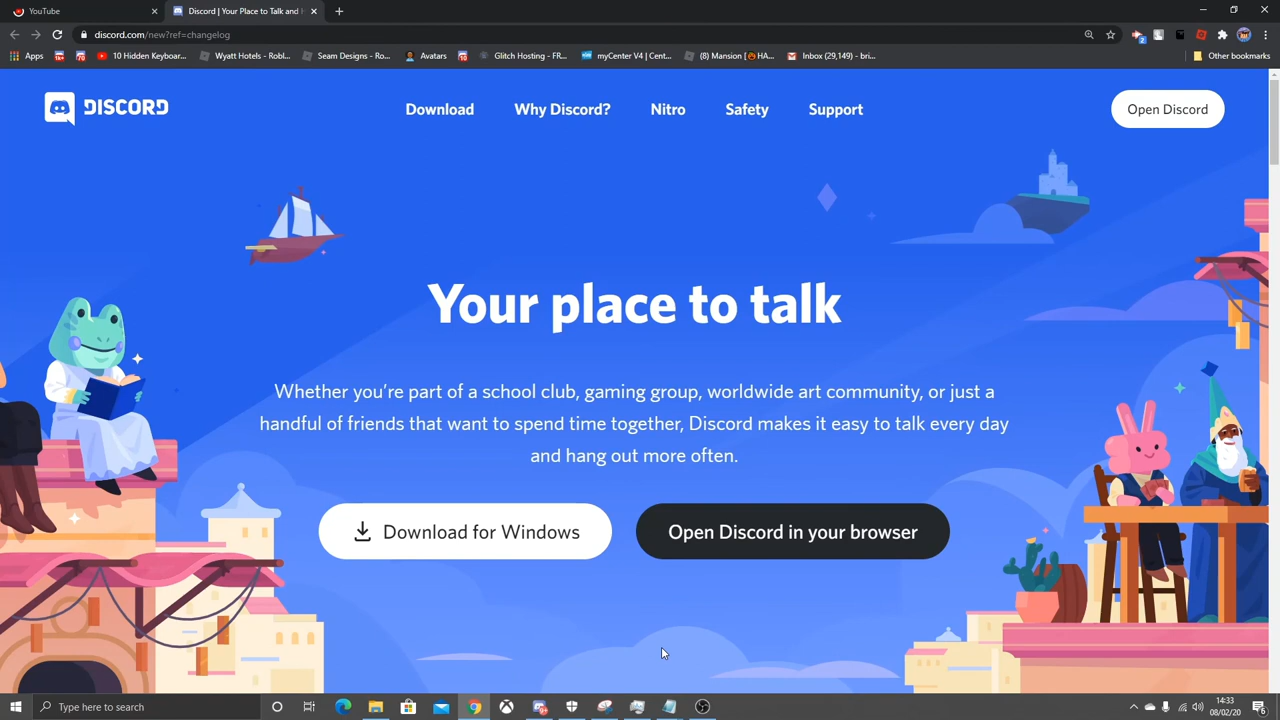 YouTube
Discord | Your Place to Talk and H
discord.com/new?ref=changelog
Apps
10 Hidden Keyboar...
Wyatt Hotels - Robl...
Seam Designs - Ro...
Avatars
Glitch Hosting - FR...
myCenter V4 | Cent...
(8) Mansion [🎃HA...
Inbox (29,149) - bri...
Other bookmarks
DISCORD
Download
Why Discord?
Nitro
Safety
Support
Open Discord
Your place to talk
Whether you’re part of a school club, gaming group, worldwide art community, or just a
handful of friends that want to spend time together, Discord makes it easy to talk every day
and hang out more often.
Download for Windows
Open Discord in your browser
Type here to search
14:33
08/02/20